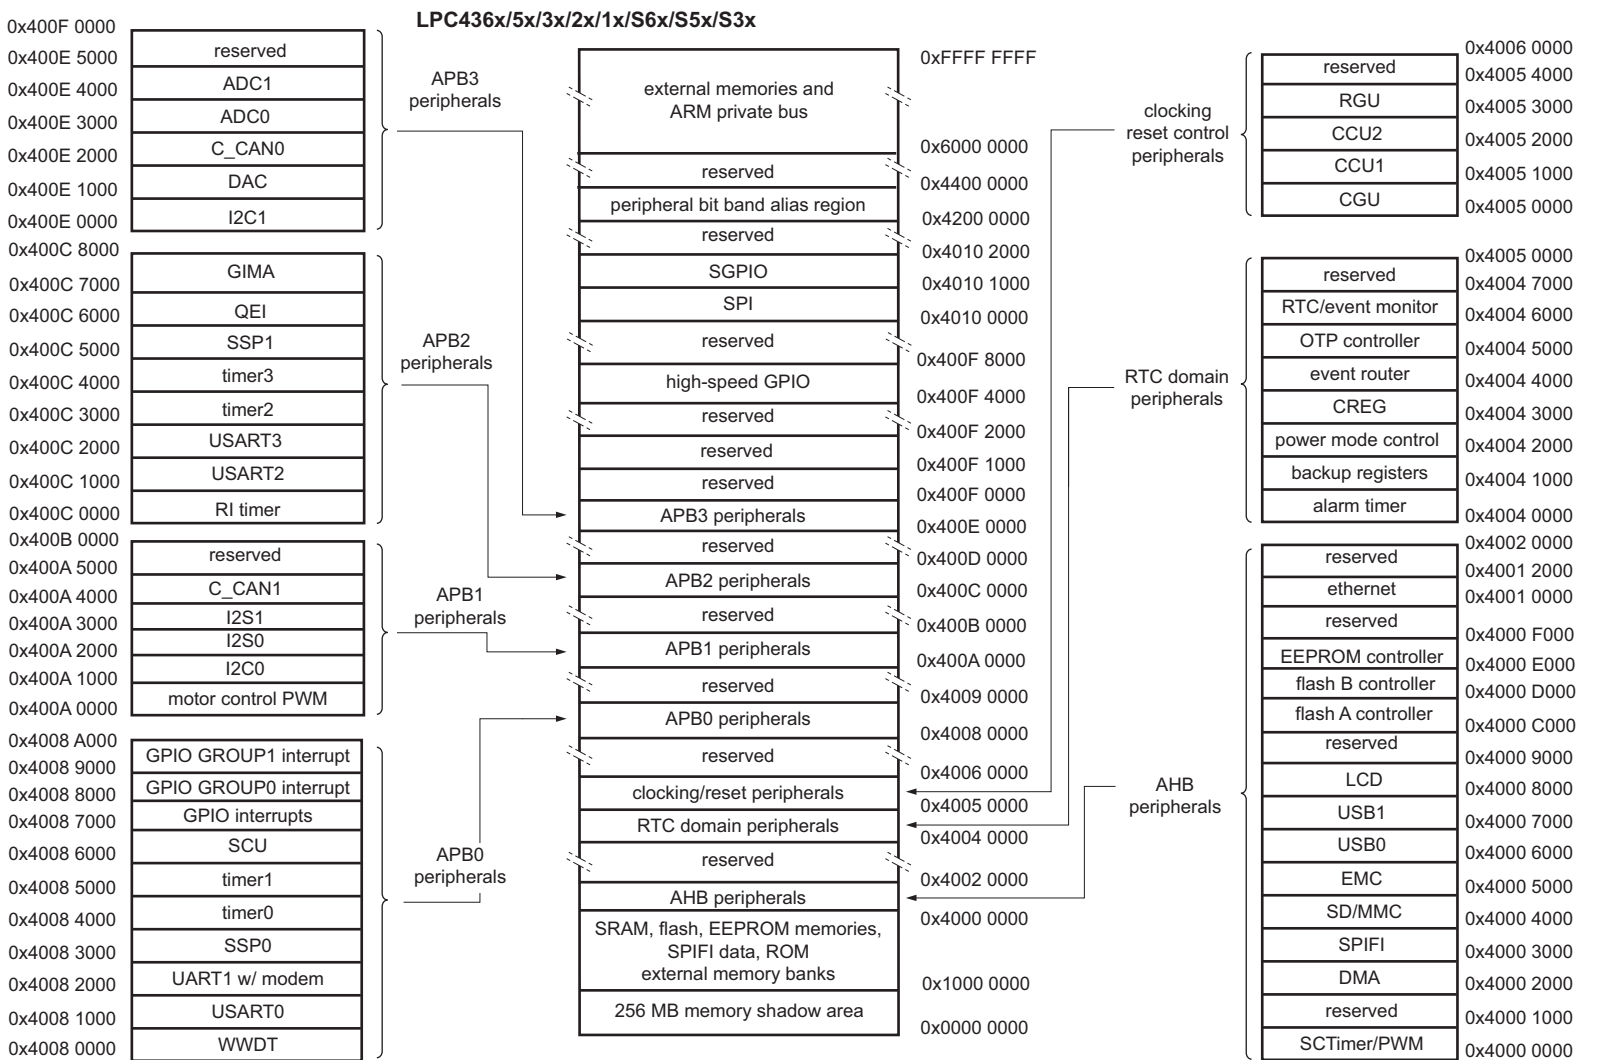 LPC436x/5x/3x/2x/1x/S6x/S5x/S3x
0x400F 0000
reserved
0x400E 5000
ADC1
0x400E 4000
ADC0
0x400E 3000
C_CAN0
0x400E 2000
DAC
0x400E 1000
I2C1
0x400E 0000
APB3
peripherals
0x400C 8000
GIMA
0x400C 7000
QEI
0x400C 6000
SSP1
0x400C 5000
timer3
0x400C 4000
timer2
0x400C 3000
USART3
0x400C 2000
USART2
0x400C 1000
RI timer
0x400C 0000
APB2
peripherals
0x400B 0000
reserved
0x400A 5000
C_CAN1
0x400A 4000
I2S1
0x400A 3000
I2S0
0x400A 2000
I2C0
0x400A 1000
motor control PWM
0x400A 0000
APB1
peripherals
0x4008 A000
GPIO GROUP1 interrupt
0x4008 9000
GPIO GROUP0 interrupt
0x4008 8000
GPIO interrupts
0x4008 7000
SCU
0x4008 6000
timer1
0x4008 5000
timer0
0x4008 4000
SSP0
0x4008 3000
UART1 w/ modem
0x4008 2000
USART0
0x4008 1000
WWDT
0x4008 0000
APB0
peripherals
0xFFFF FFFF
external memories and
ARM private bus
0x6000 0000
reserved
0x4400 0000
peripheral bit band alias region
0x4200 0000
reserved
0x4010 2000
SGPIO
0x4010 1000
SPI
0x4010 0000
reserved
0x400F 8000
high-speed GPIO
0x400F 4000
reserved
0x400F 2000
reserved
0x400F 1000
reserved
0x400F 0000
APB3 peripherals
0x400E 0000
reserved
0x400D 0000
APB2 peripherals
0x400C 0000
reserved
0x400B 0000
APB1 peripherals
0x400A 0000
reserved
0x4009 0000
APB0 peripherals
0x4008 0000
reserved
0x4006 0000
clocking/reset peripherals
0x4005 0000
RTC domain peripherals
0x4004 0000
reserved
0x4002 0000
AHB peripherals
0x4000 0000
SRAM, flash, EEPROM memories,
SPIFI data, ROM
external memory banks
0x1000 0000
256 MB memory shadow area
0x0000 0000
clocking
reset control
peripherals
0x4006 0000
reserved
0x4005 4000
RGU
0x4005 3000
CCU2
0x4005 2000
CCU1
0x4005 1000
CGU
0x4005 0000
RTC domain
peripherals
0x4005 0000
reserved
0x4004 7000
RTC/event monitor
0x4004 6000
OTP controller
0x4004 5000
event router
0x4004 4000
CREG
0x4004 3000
power mode control
0x4004 2000
backup registers
0x4004 1000
alarm timer
0x4004 0000
AHB
peripherals
0x4002 0000
reserved
0x4001 2000
ethernet
0x4001 0000
reserved
0x4000 F000
EEPROM controller
0x4000 E000
flash B controller
0x4000 D000
flash A controller
0x4000 C000
reserved
0x4000 9000
LCD
0x4000 8000
USB1
0x4000 7000
USB0
0x4000 6000
EMC
0x4000 5000
SD/MMC
0x4000 4000
SPIFI
0x4000 3000
DMA
0x4000 2000
reserved
0x4000 1000
SCTimer/PWM
0x4000 0000